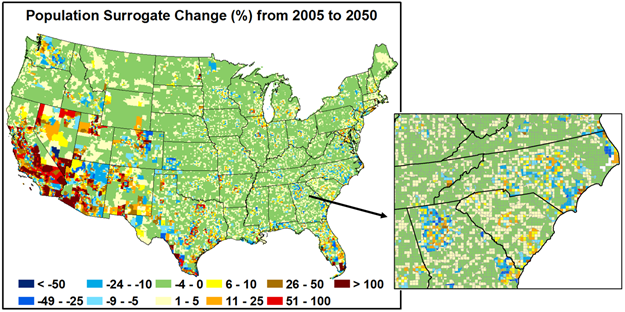 Population Surrogate Change (%) from 2005 to 2050
< -50 -24 - -10 -4 - 0 6 - 10 26 - 50 > 100
-49 - -25 -9 - -5 1 - 5 11 - 25 51 - 100